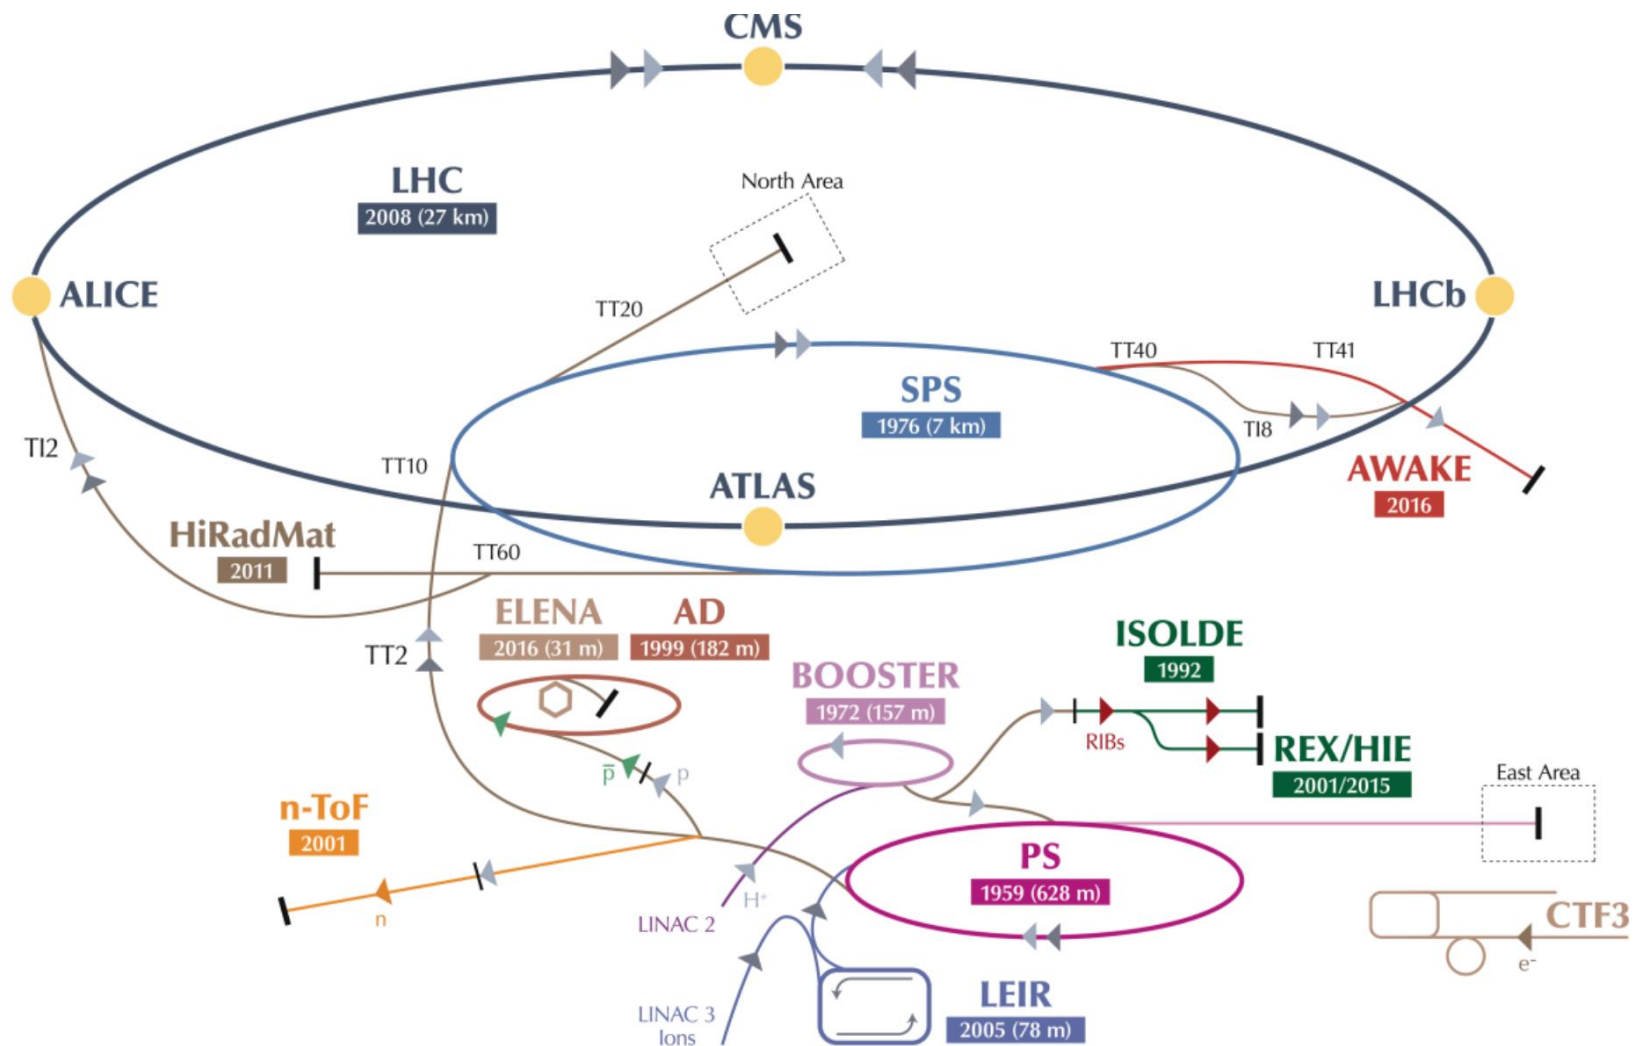 CMS
LHC
2008 (27 km)
North Area
ALICE
LHCb
TT20
TT40
TT41
SPS
1976 (7 km)
TI8
TI2
TT10
AWAKE
2016
ATLAS
HiRadMat
2011
TT60
ELENA
2016 (31 m)
AD
1999 (182 m)
TT2
ISOLDE
1992
BOOSTER
1972 (157 m)
RIBs
REX/HIE
2001/2015
p̅
p
East Area
n-ToF
2001
n
PS
1959 (628 m)
H⁺
LINAC 2
CTF3
e⁻
LEIR
2005 (78 m)
LINAC 3
Ions